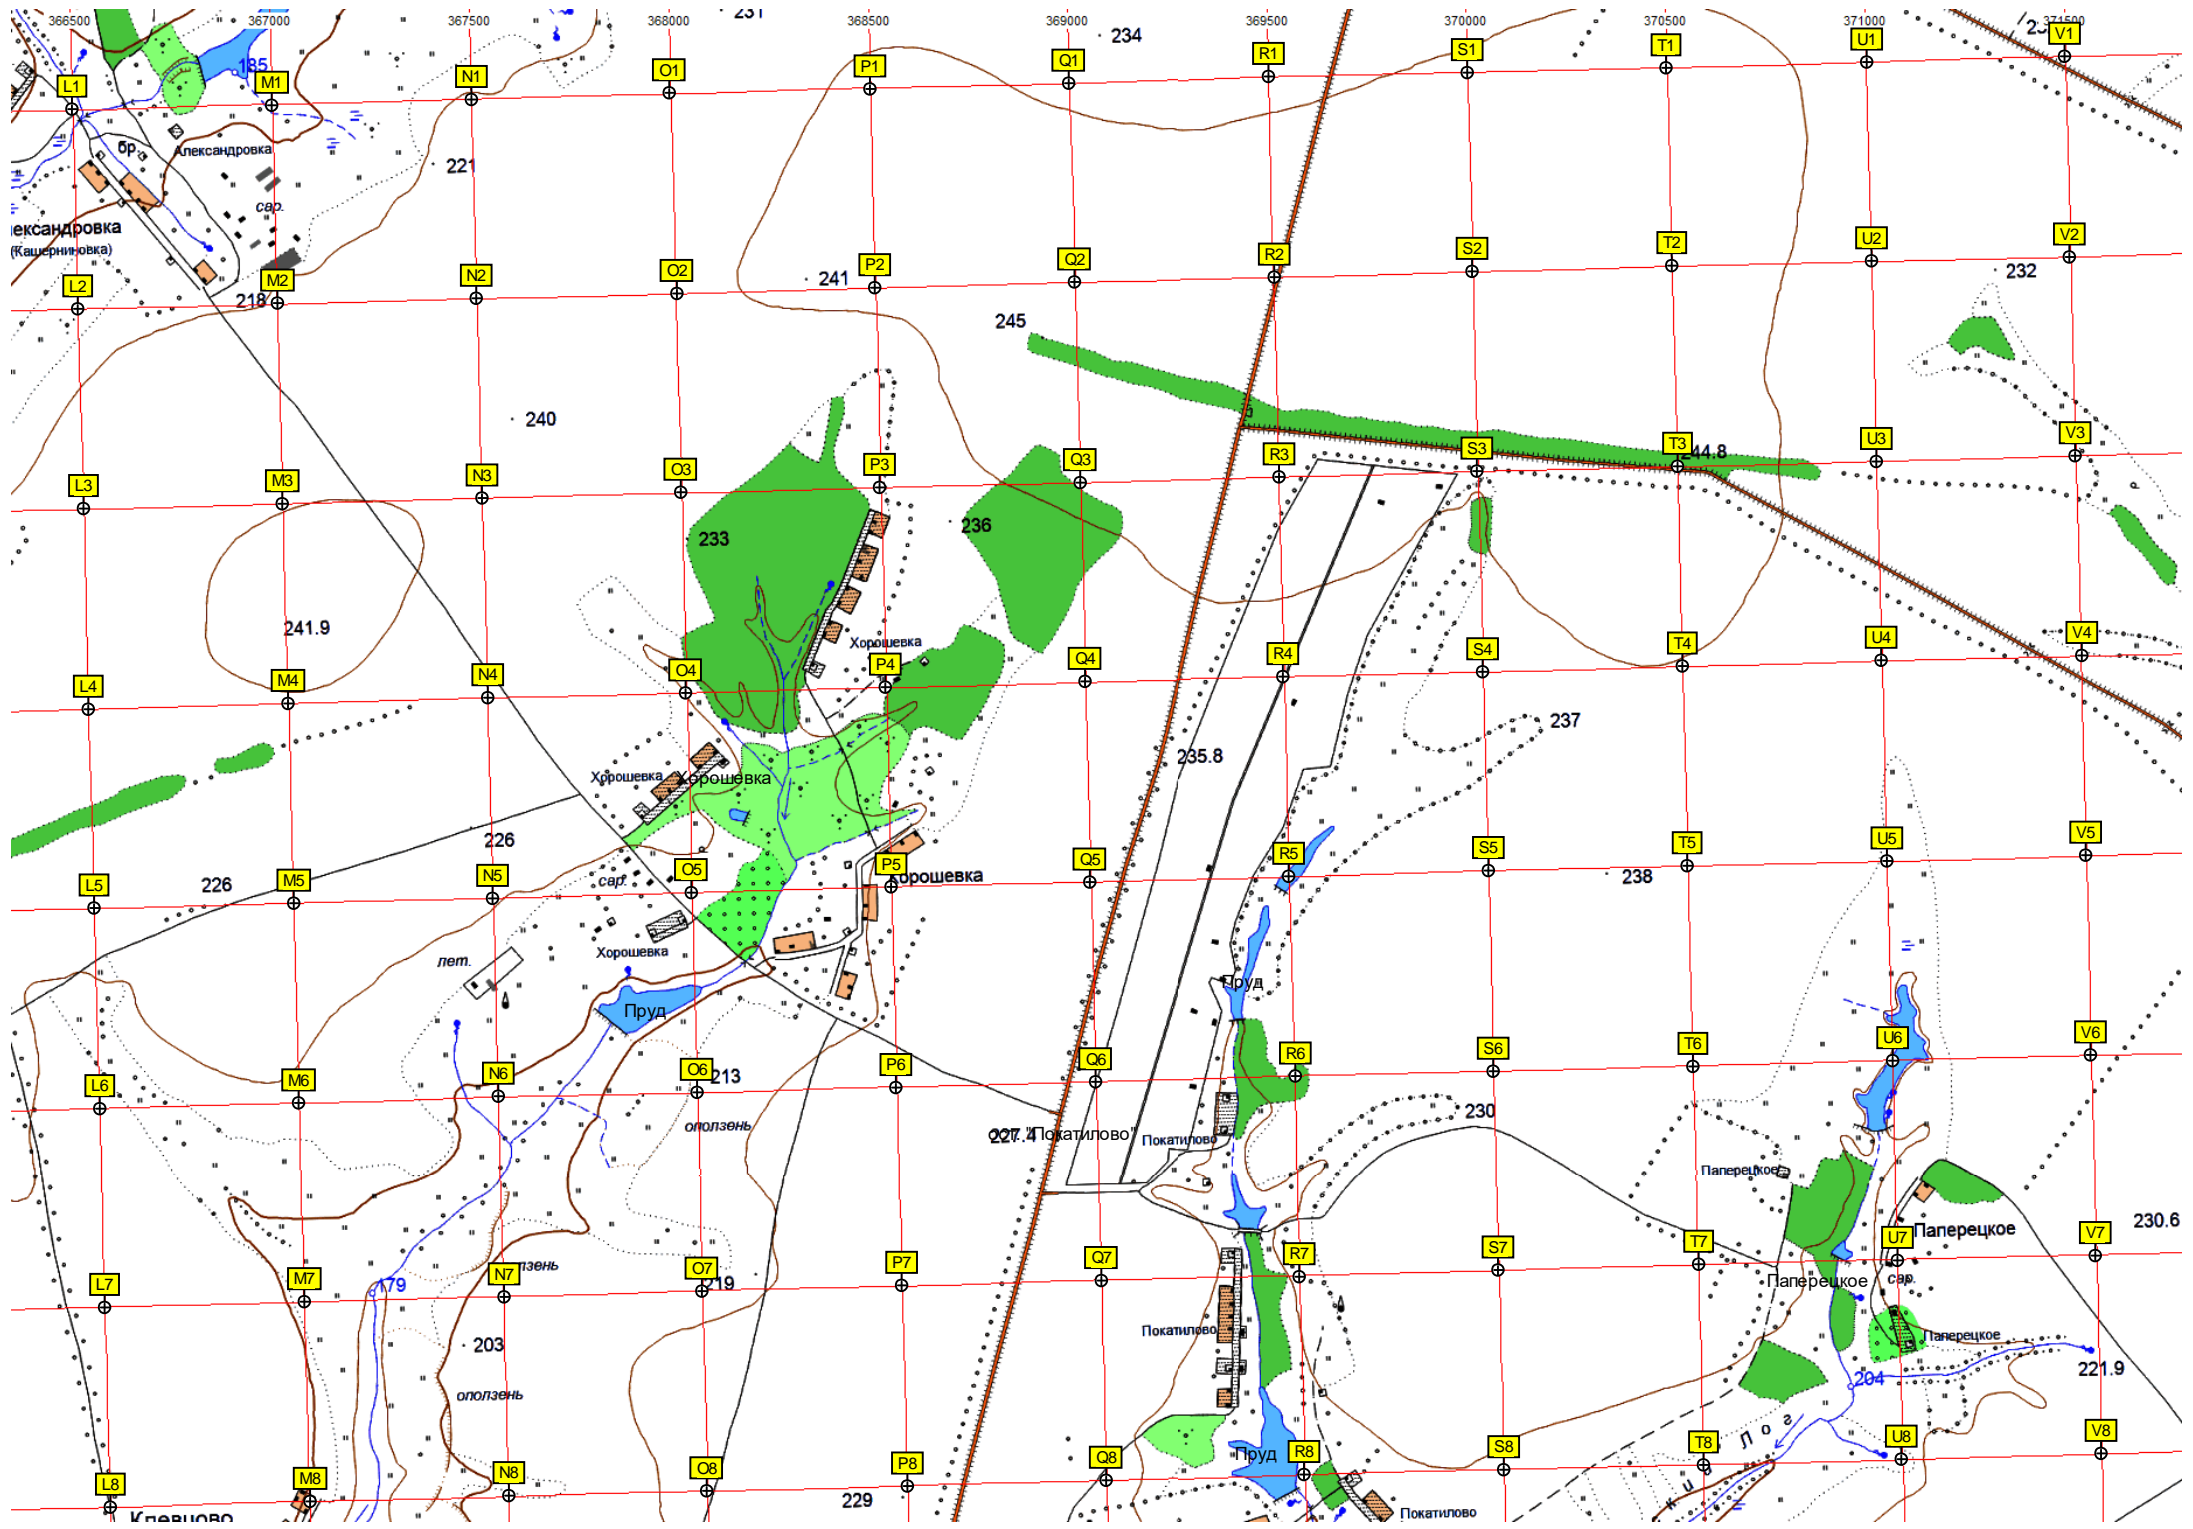 366500 367000 367500 368000 368500 369000 369500 370000 370500 371000 371500
231
234
L1 M1 N1 O1 P1 Q1 R1 S1 T1 U1 V1
185
бр.
Александровка
221
сар.
ександровка
(Кашерниновка)
L2 M2 N2 O2 P2 Q2 R2 S2 T2 U2 V2
218
241
232
245
240
L3 M3 N3 O3 P3 Q3 R3 S3 T3 U3 V3
244.8
233
236
241.9
Хорошевка
L4 M4 N4 O4 P4 Q4 R4 S4 T4 U4 V4
237
235.8
Хорошевка
Хорошевка
226
L5 M5 N5 O5 P5 Q5 R5 S5 T5 U5 V5
226
сар.
Хорошевка
238
Хорошевка
лет.
Пруд
Пруд
L6 M6 N6 O6 P6 Q6 R6 S6 T6 U6 V6
213
230
оползень
227.4
ост. "Покатилово"
Покатилово
Паперецкое
230.6
Паперецкое
L7 M7 N7 O7 P7 Q7 R7 S7 T7 U7 V7
лзень
179
219
Паперецкое
сар.
Покатилово
Паперецкое
203
221.9
204
оползень
Лог
кий
L8 M8 N8 O8 P8 Q8 R8 S8 T8 U8 V8
Пруд
229
Покатилово
Клевцово